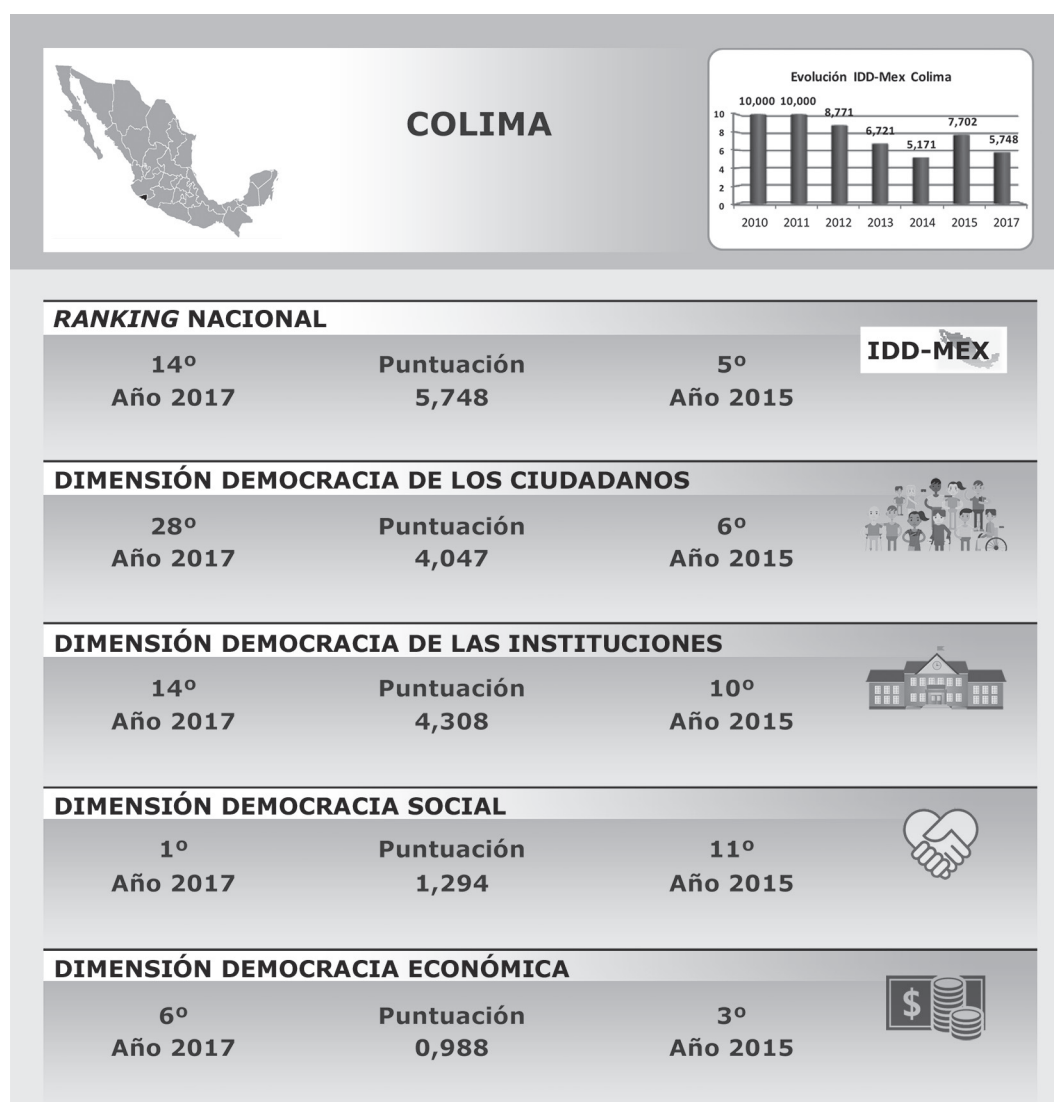 COLIMA
Evolución IDD-Mex Colima
10,000 10,000 8,771 6,721 5,171 7,702 5,748
10
8
6
4
2
0
2010 2011 2012 2013 2014 2015 2017
RANKING NACIONAL
IDD-MEX
14º Puntuación 5º
Año 2017 5,748 Año 2015
DIMENSIÓN DEMOCRACIA DE LOS CIUDADANOS
28º Puntuación 6º
Año 2017 4,047 Año 2015
DIMENSIÓN DEMOCRACIA DE LAS INSTITUCIONES
14º Puntuación 10º
Año 2017 4,308 Año 2015
DIMENSIÓN DEMOCRACIA SOCIAL
1º Puntuación 11º
Año 2017 1,294 Año 2015
DIMENSIÓN DEMOCRACIA ECONÓMICA
$
6º Puntuación 3º
Año 2017 0,988 Año 2015